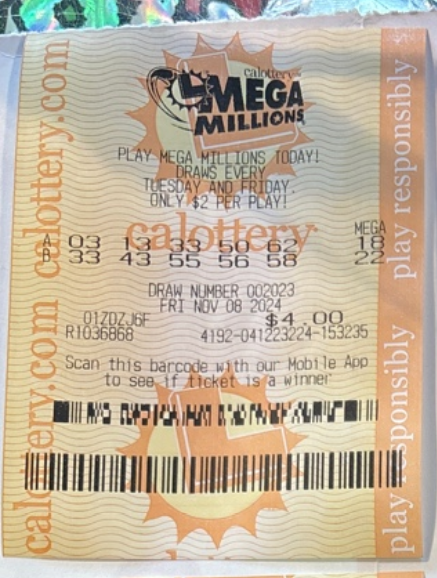 calottery
MEGA
MILLIONS
PLAY MEGA MILLIONS TODAY!
DRAWS EVERY
TUESDAY AND FRIDAY.
ONLY $2 PER PLAY!
calottery
MEGA
A 03 13 33 50 62 18
B 33 43 55 56 58 22
DRAW NUMBER 002023
FRI NOV 08 2024
01Z0ZJ6F $4.00
R1036868 4192-041223224-153235
Scan this barcode with our Mobile App
to see if ticket is a winner
calottery.com calottery.com
play responsibly play responsibly